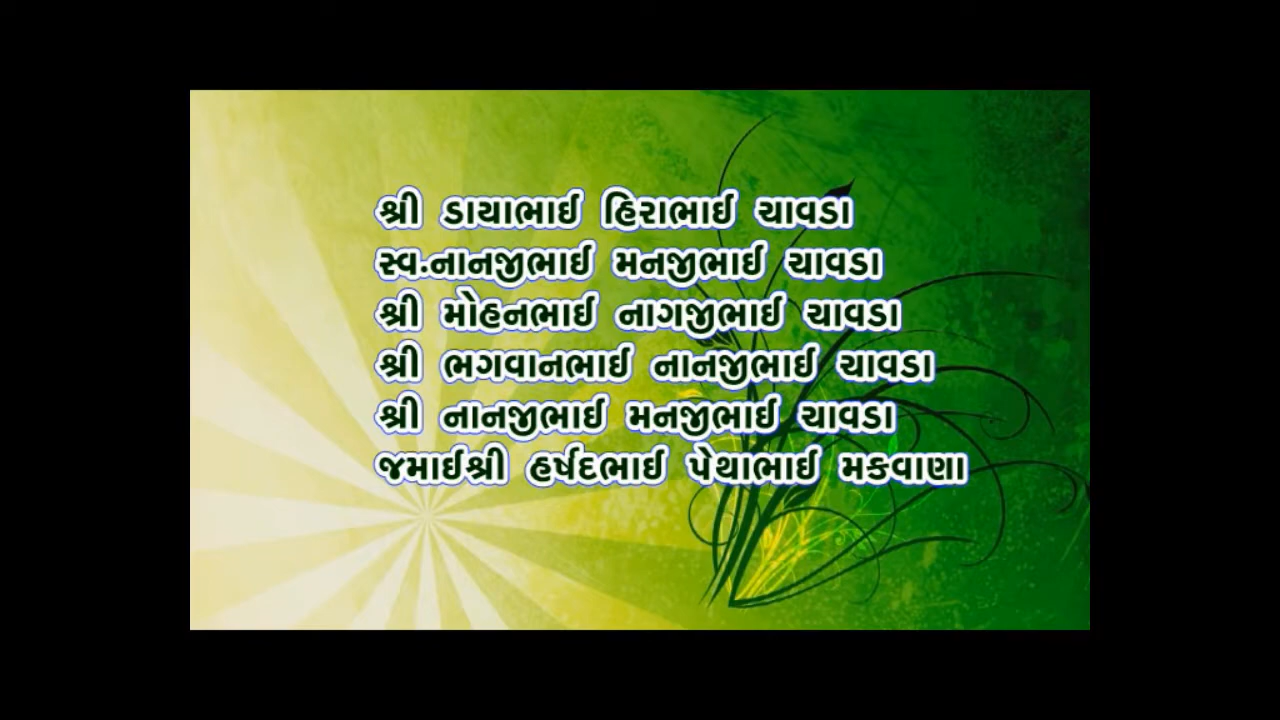 શ્રી ડાયાભાઈ હિરાભાઈ ચાવડા
સ્વ.નાનજીભાઈ મનજીભાઈ ચાવડા
શ્રી મોહનભાઈ નાગજીભાઈ ચાવડા
શ્રી ભગવાનભાઈ નાનજીભાઈ ચાવડા
શ્રી નાનજીભાઈ મનજીભાઈ ચાવડા
જમાઈશ્રી હર્ષદભાઈ પેથાભાઈ મકવાણા